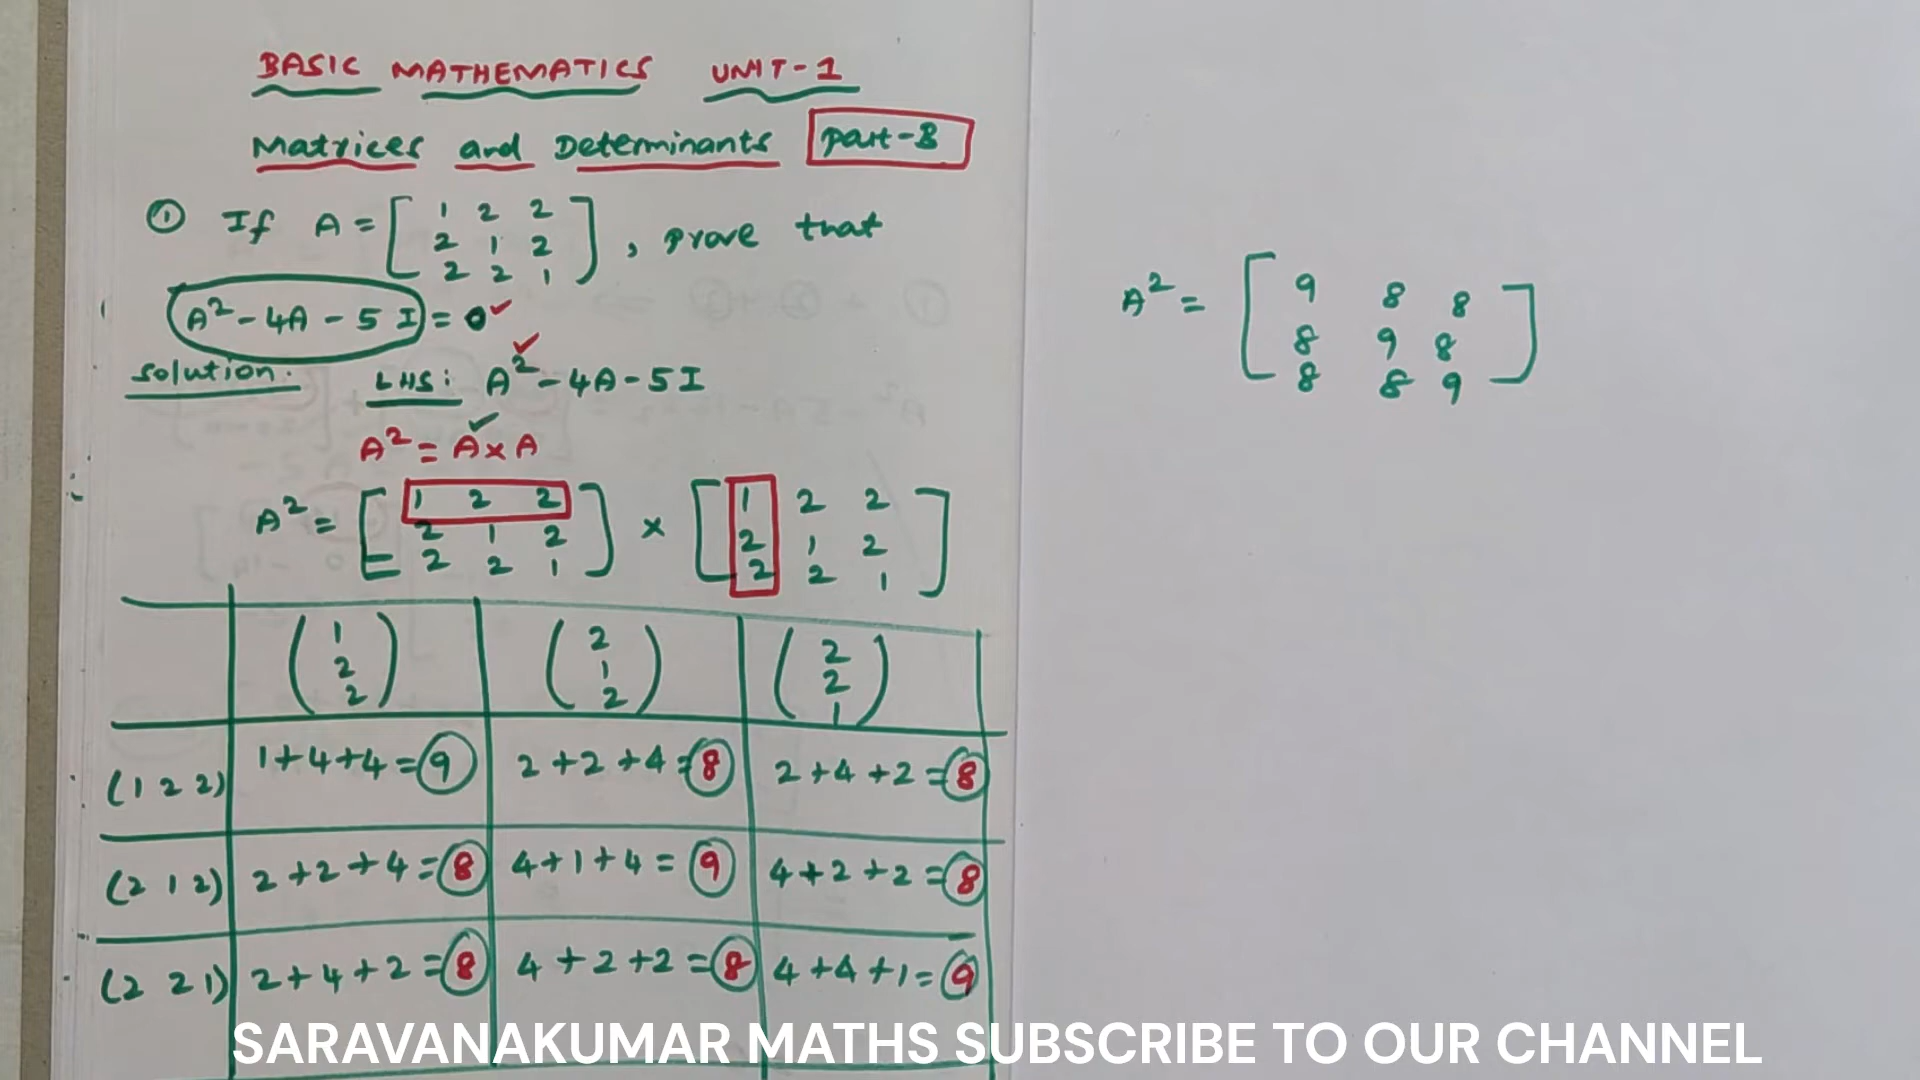 BASIC MATHEMATICS UNIT-1
Matrices and Determinants Part-B
① If A = [ 1 2 2
2 1 2
2 2 1 ], prove that
A² - 4A - 5I = 0
Solution: LHS: A² - 4A - 5I
A² = A × A
A² = [ 1 2 2 ] × [ 1 2 2 ]
2 1 2 2 1 2
2 2 1 2 2 1
( 1 2 2 ) ( 2 1 2 ) ( 2 2 1 )
(1 2 2) 1+4+4=9 2+2+4=8 2+4+2=8
(2 1 2) 2+2+4=8 4+1+4=9 4+2+2=8
(2 2 1) 2+4+2=8 4+2+2=8 4+4+1=9
A² = [ 9 8 8
8 9 8
8 8 9 ]
SARAVANAKUMAR MATHS SUBSCRIBE TO OUR CHANNEL